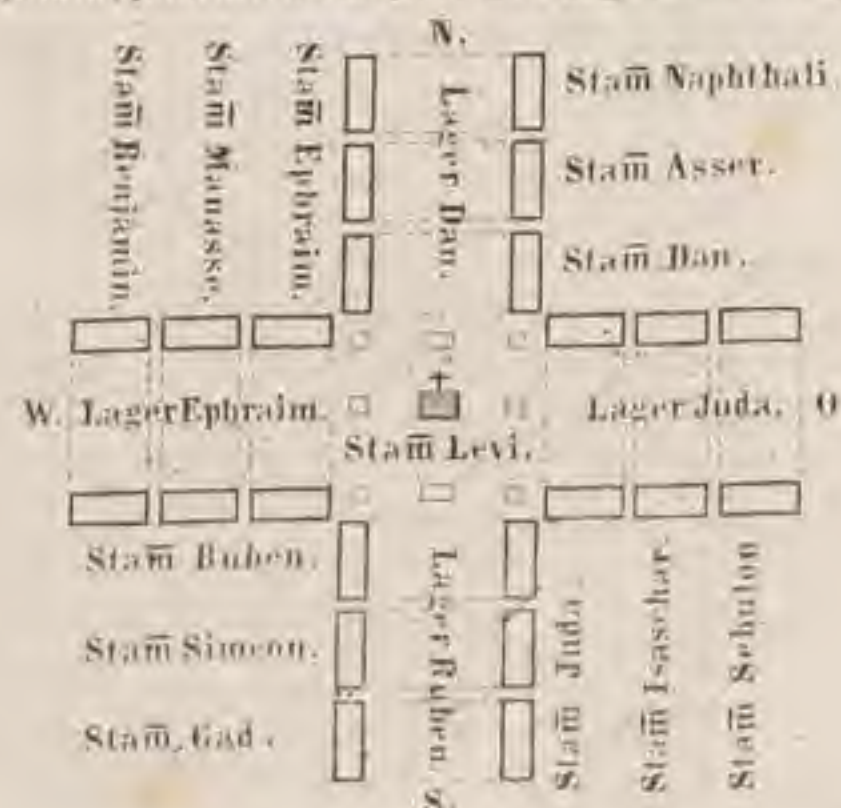 N.
Stam̅ Benjamin.
Stam̅ Manasse.
Stam̅ Ephraim.
Lager Dan.
Stam̅ Naphthali.
Stam̅ Asser.
Stam̅ Dan.
W.
Lager Ephraim.
Lager Juda.
O
Stam̅ Levi.
Stam̅ Ruben.
Stam̅ Simeon.
Stam̅ Gad.
Lager Ruben.
Stam̅ Juda.
Stam̅ Isaschar.
Stam̅ Sebulon